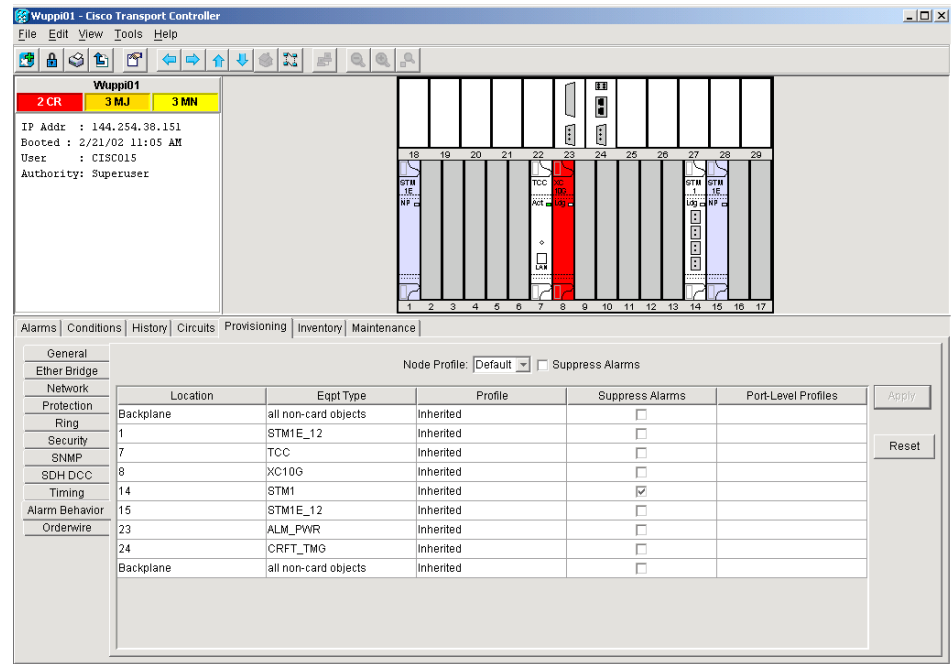 Wuppi01 - Cisco Transport Controller
File Edit View Tools Help
Wuppi01
2 CR 3 MJ 3 MN
IP Addr : 144.254.38.151
Booted : 2/21/02 11:05 AM
User : CISCO15
Authority: Superuser
18 19 20 21 22 23 24 25 26 27 28 29
STM 1E TCC XC 10G STM 1 STM 1E
NP Act Ldg Ldg NP
LAN
1 2 3 4 5 6 7 8 9 10 11 12 13 14 15 16 17
Alarms Conditions History Circuits Provisioning Inventory Maintenance
General
Ether Bridge
Network
Protection
Ring
Security
SNMP
SDH DCC
Timing
Alarm Behavior
Orderwire
Node Profile: Default Suppress Alarms
Location Eqpt Type Profile Suppress Alarms Port-Level Profiles
Backplane all non-card objects Inherited
1 STM1E_12 Inherited
7 TCC Inherited
8 XC10G Inherited
14 STM1 Inherited
15 STM1E_12 Inherited
23 ALM_PWR Inherited
24 CRFT_TMG Inherited
Backplane all non-card objects Inherited
Apply
Reset